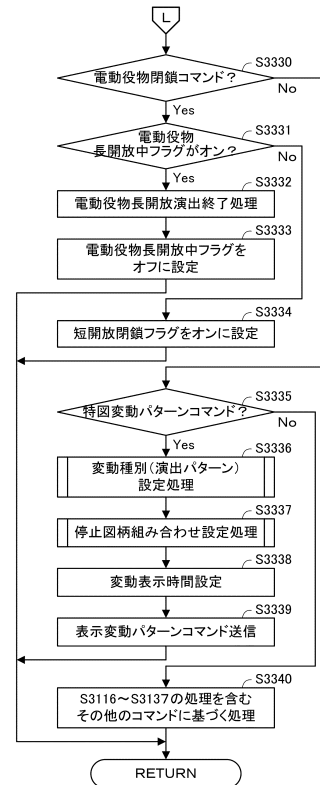 L
S3330
電動役物閉鎖コマンド？
No
Yes
S3331
電動役物
長開放中フラグがオン？
No
Yes
S3332
電動役物長開放演出終了処理
S3333
電動役物長開放中フラグを
オフに設定
S3334
短開放閉鎖フラグをオンに設定
S3335
特図変動パターンコマンド？
No
Yes
S3336
変動種別（演出パターン）
設定処理
S3337
停止図柄組み合わせ設定処理
S3338
変動表示時間設定
S3339
表示変動パターンコマンド送信
S3340
S3116～S3137の処理を含む
その他のコマンドに基づく処理
RETURN